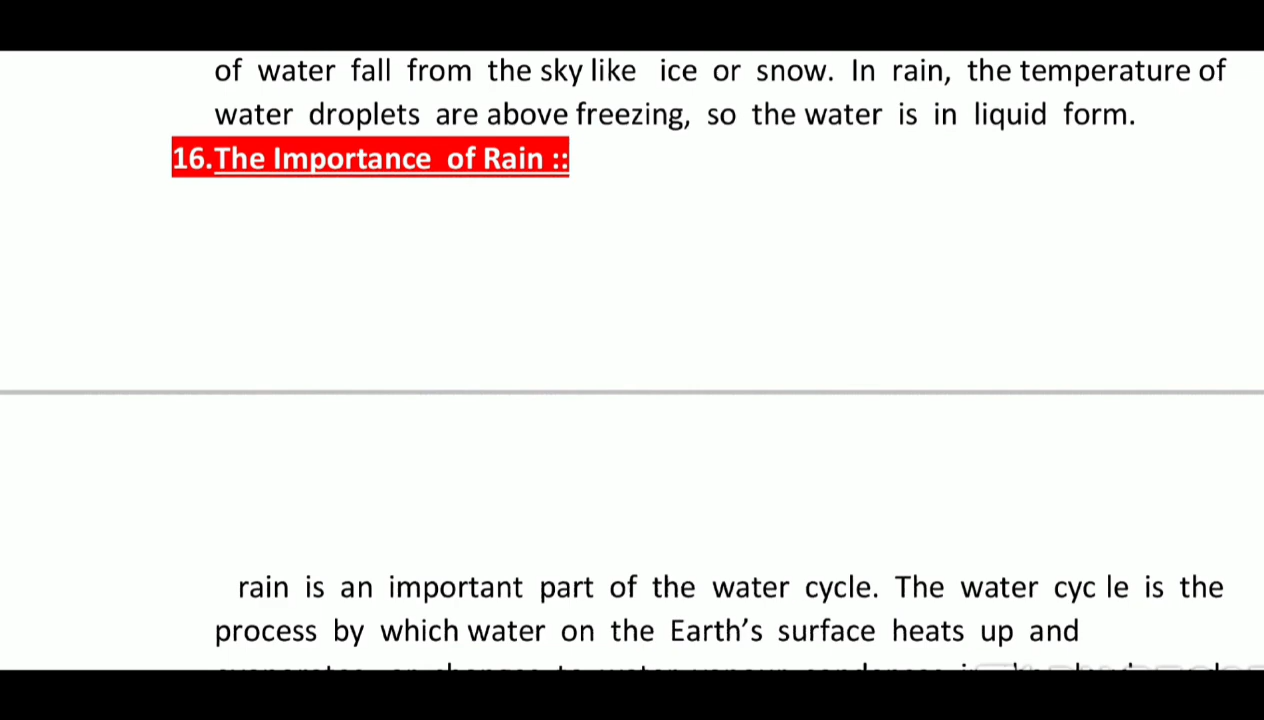 of water fall from the sky like ice or snow. In rain, the temperature of
water droplets are above freezing, so the water is in liquid form.
16.The Importance of Rain ::
rain is an important part of the water cycle. The water cyc le is the
process by which water on the Earth’s surface heats up and